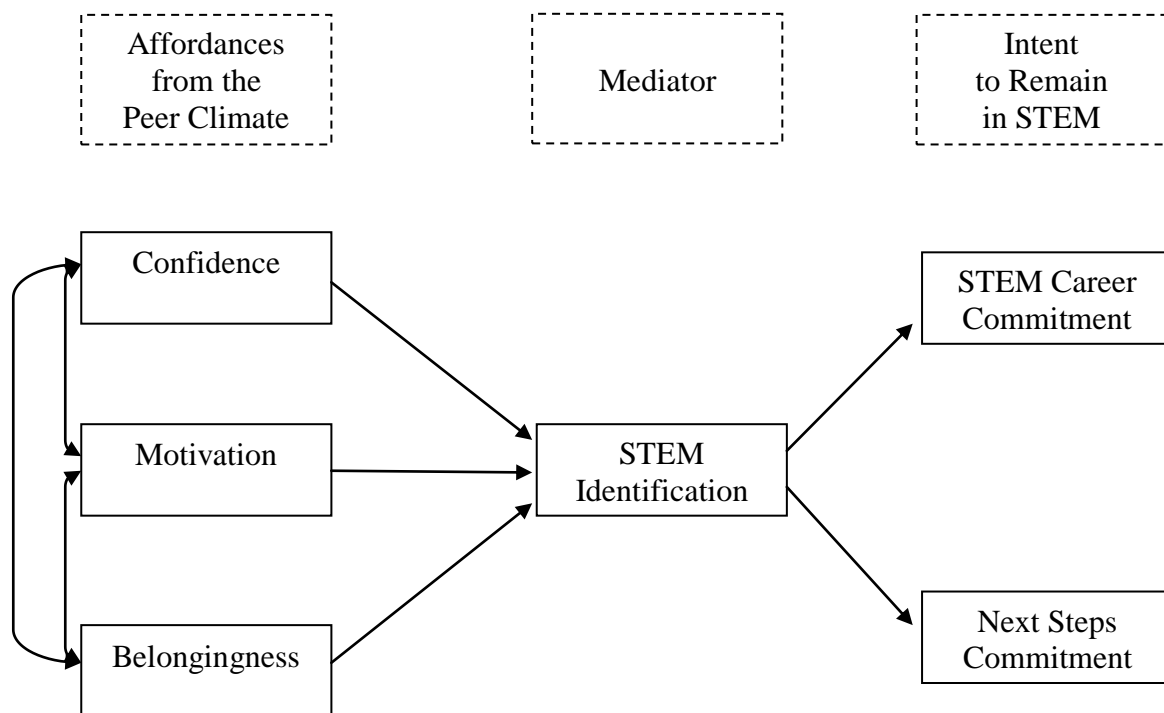 Affordances
from the
Peer Climate
Mediator
Intent
to Remain
in STEM
Confidence
Motivation
Belongingness
STEM
Identification
STEM Career
Commitment
Next Steps
Commitment